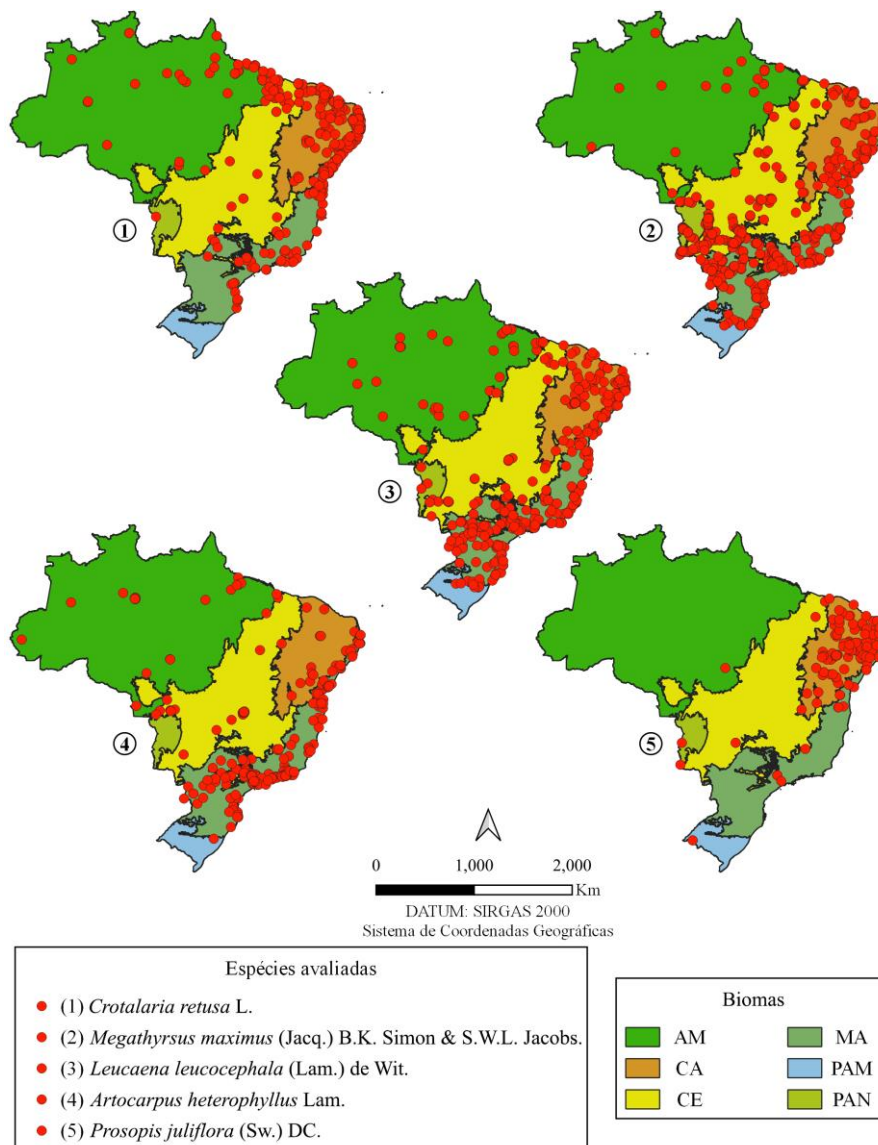 ①
②
③
④
⑤
0 1,000 2,000
Km
DATUM: SIRGAS 2000
Sistema de Coordenadas Geográficas
Espécies avaliadas
(1) Crotalaria retusa L.
(2) Megathyrsus maximus (Jacq.) B.K. Simon & S.W.L. Jacobs.
(3) Leucaena leucocephala (Lam.) de Wit.
(4) Artocarpus heterophyllus Lam.
(5) Prosopis juliflora (Sw.) DC.
Biomas
AM MA
CA PAM
CE PAN